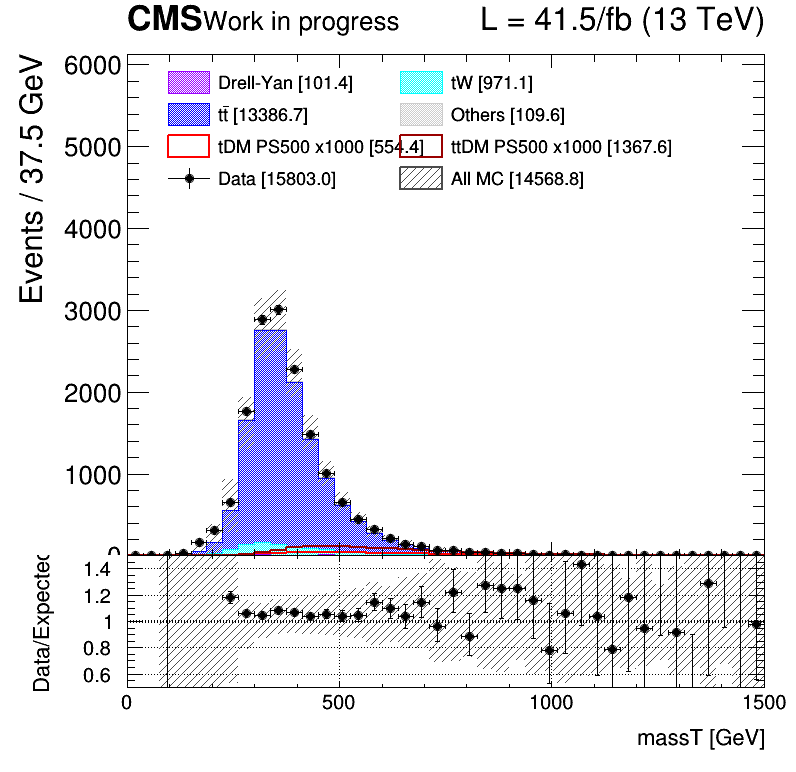 CMS Work in progress L = 41.5/fb (13 TeV)
Events / 37.5 GeV
6000
5000
4000
3000
2000
1000
0
Drell-Yan [101.4] tW [971.1]
tt̄ [13386.7] Others [109.6]
tDM PS500 x1000 [554.4] ttDM PS500 x1000 [1367.6]
Data [15803.0] All MC [14568.8]
Data/Expected
1.4
1.2
1
0.8
0.6
0 500 1000 1500
massT [GeV]